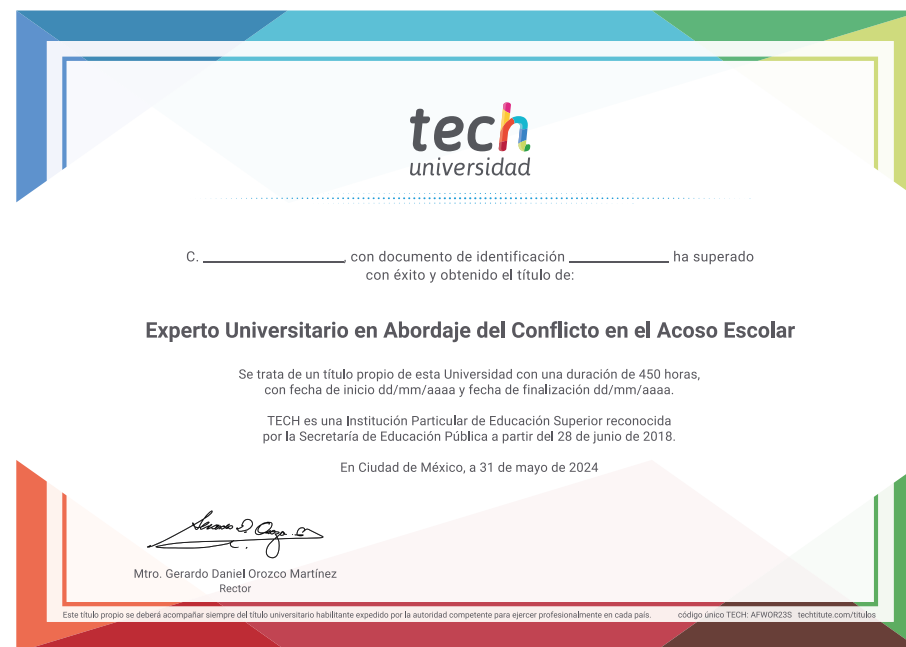 tech
universidad
C. ____________, con documento de identificación ____________ ha superado
con éxito y obtenido el título de:
Experto Universitario en Abordaje del Conflicto en el Acoso Escolar
Se trata de un título propio de esta Universidad con una duración de 450 horas,
con fecha de inicio dd/mm/aaaa y fecha de finalización dd/mm/aaaa.
TECH es una Institución Particular de Educación Superior reconocida
por la Secretaría de Educación Pública a partir del 28 de junio de 2018.
En Ciudad de México, a 31 de mayo de 2024
Mtro. Gerardo Daniel Orozco Martínez
Rector
Este título propio se deberá acompañar siempre del título universitario habilitante expedido por la autoridad competente para ejercer profesionalmente en cada país. código único TECH: AFWOR23S techtitute.com/titulos